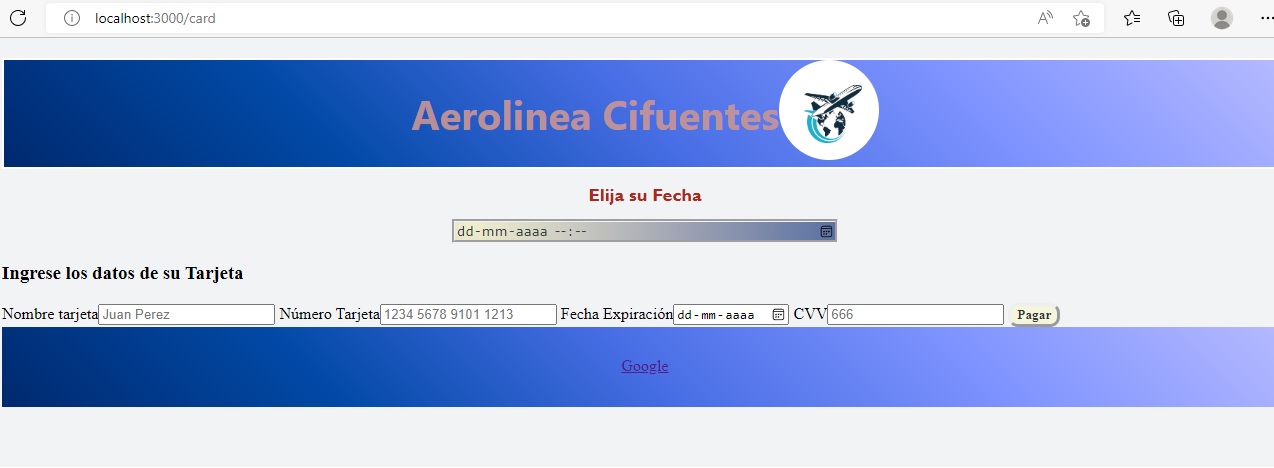 localhost:3000/card
Aerolinea Cifuentes
Elija su Fecha
dd-mm-aaaa --:--
Ingrese los datos de su Tarjeta
Nombre tarjeta Juan Perez Número Tarjeta 1234 5678 9101 1213 Fecha Expiración dd-mm-aaaa CVV 666 Pagar
Google